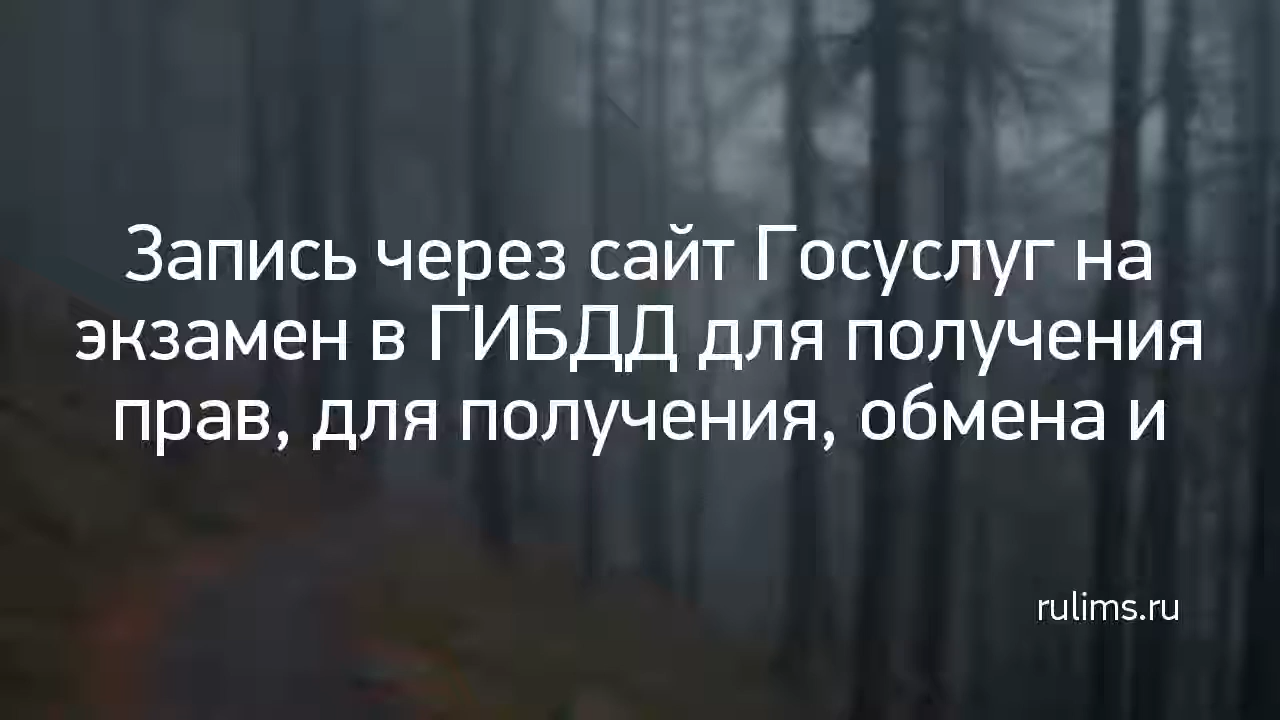 Запись через сайт Госуслуг на
экзамен в ГИБДД для получения
прав, для получения, обмена и
rulims.ru